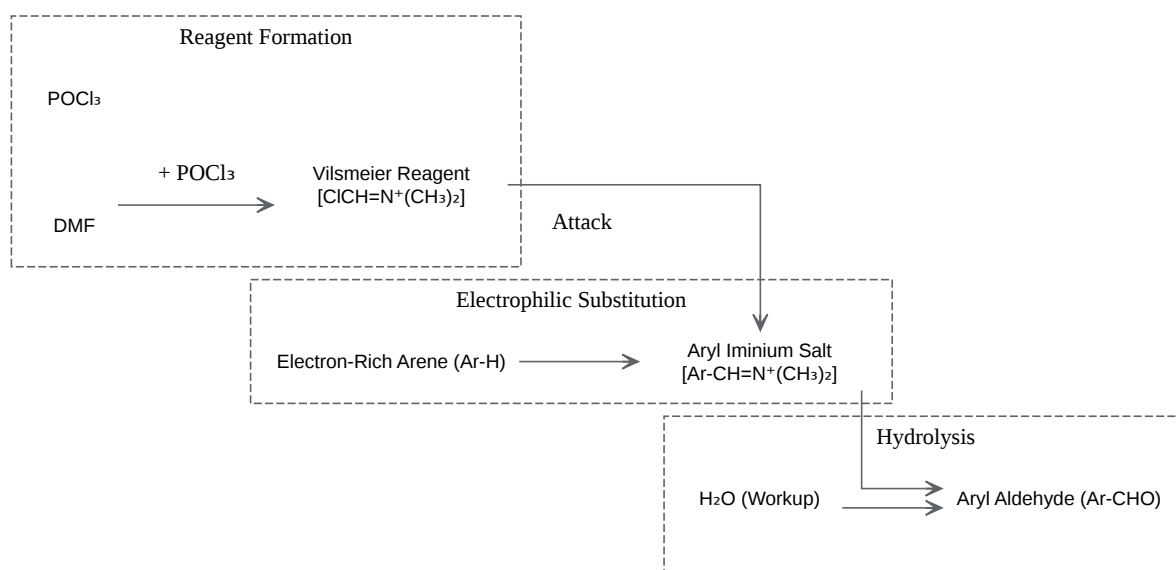 Reagent Formation
POCl₃
+ POCl₃
Vilsmeier Reagent
[ClCH=N⁺(CH₃)₂]
DMF
Attack
Electrophilic Substitution
Electron-Rich Arene (Ar-H)
Aryl Iminium Salt
[Ar-CH=N⁺(CH₃)₂]
Hydrolysis
H₂O (Workup)
Aryl Aldehyde (Ar-CHO)